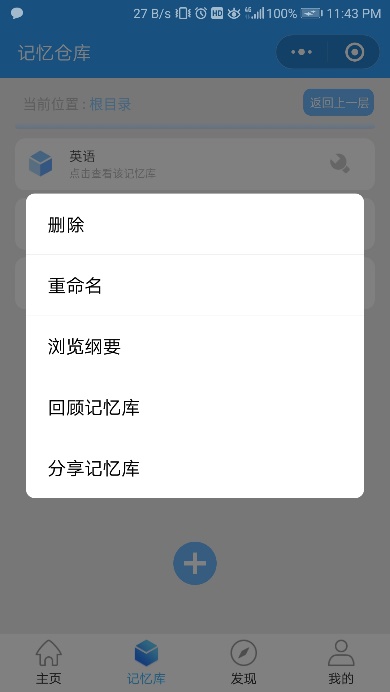 27 B/s HD 4G 100% 11:43 PM
记忆仓库
当前位置 : 根目录
返回上一层
英语
点击查看该记忆库
删除
重命名
浏览纲要
回顾记忆库
分享记忆库
主页
记忆库
发现
我的